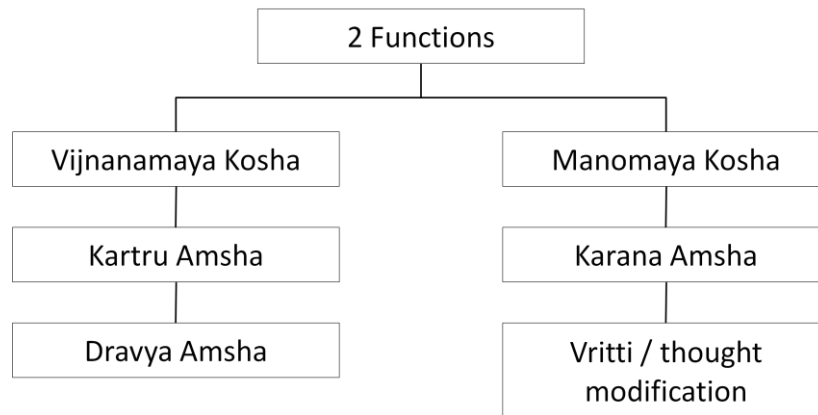 2 Functions
Vijnanamaya Kosha
Manomaya Kosha
Kartru Amsha
Karana Amsha
Dravya Amsha
Vritti / thought
modification